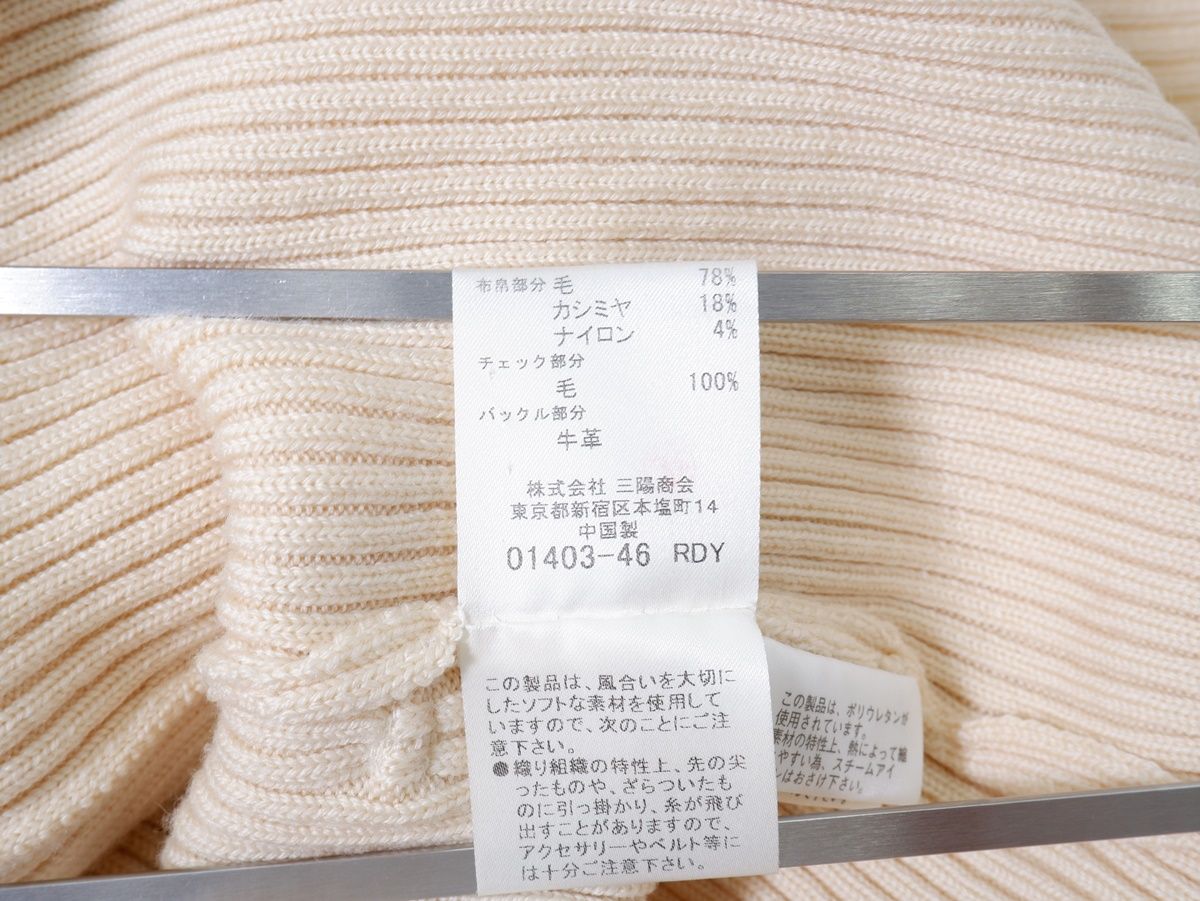 布帛部分 毛 78%
カシミヤ 18%
ナイロン 4%
チェック部分
毛 100%
バックル部分
牛革
株式会社 三陽商会
東京都新宿区本塩町14
中国製
01403-46 RDY
この製品は、風合いを大切に
したソフトな素材を使用して
いますので、次のことにご注
意下さい。
●織り組織の特性上、先の尖
ったものや、ざらついたも
のに引っ掛かり、糸が飛び
出すことがありますので、
アクセサリーやベルト等に
は十分ご注意下さい。
この製品は、ポリウレタンが
使用されています。
素材の特性上、熱によって縮
やすい為、スチームアイ
ンはおさけ下さい。